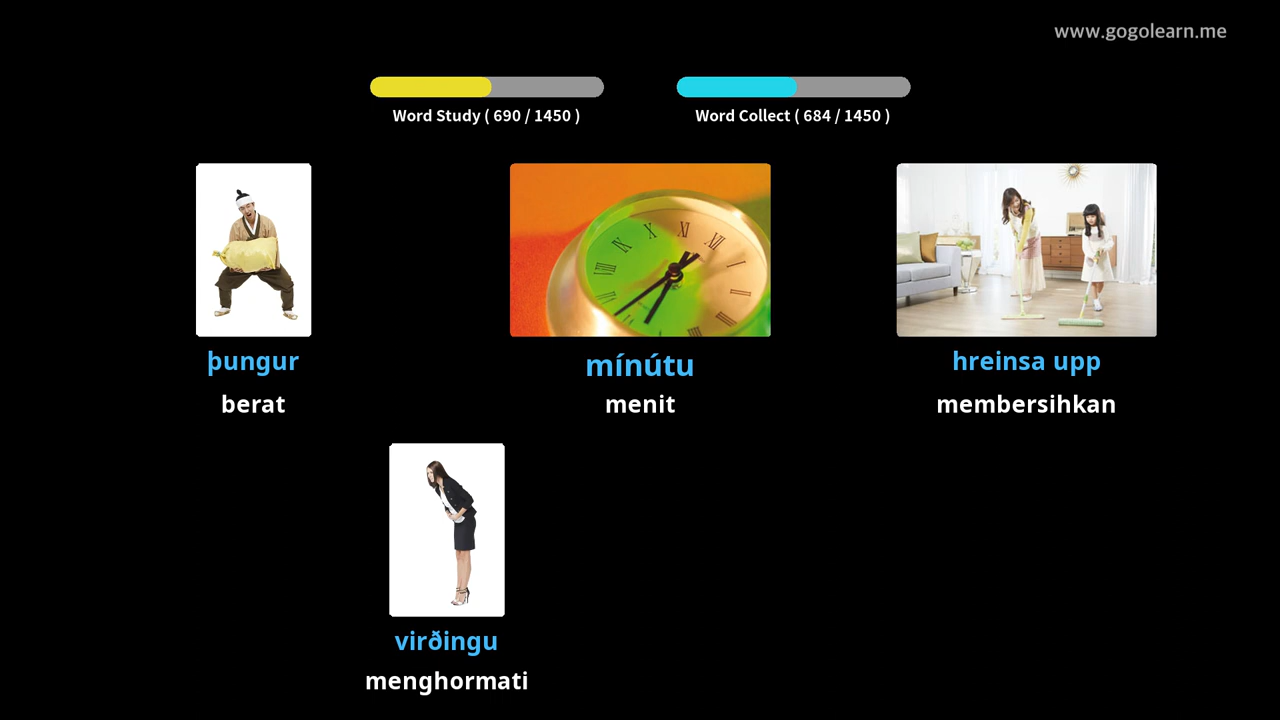 www.gogolearn.me
Word Study ( 690 / 1450 )
Word Collect ( 684 / 1450 )
þungur
berat
mínútu
menit
hreinsa upp
membersihkan
virðingu
menghormati